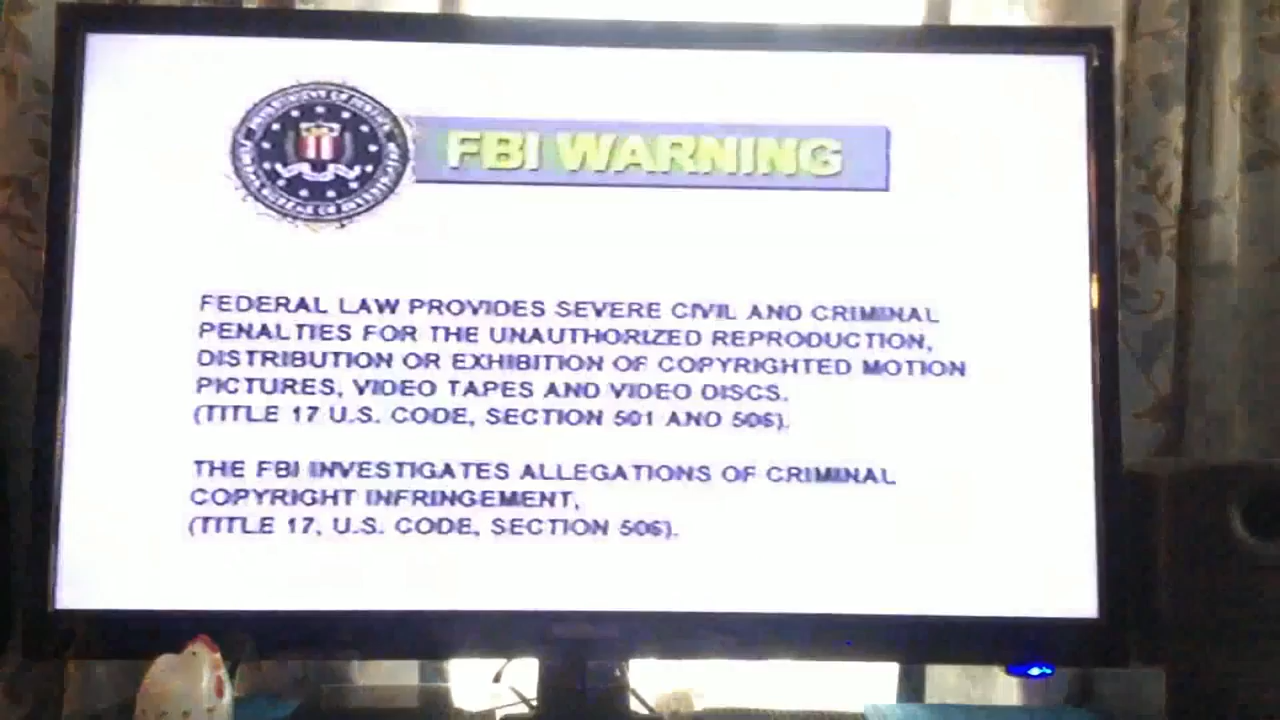 FBI WARNING
FEDERAL LAW PROVIDES SEVERE CIVIL AND CRIMINAL
PENALTIES FOR THE UNAUTHORIZED REPRODUCTION,
DISTRIBUTION OR EXHIBITION OF COPYRIGHTED MOTION
PICTURES, VIDEO TAPES AND VIDEO DISCS.
(TITLE 17 U.S. CODE, SECTION 501 AND 506).
THE FBI INVESTIGATES ALLEGATIONS OF CRIMINAL
COPYRIGHT INFRINGEMENT,
(TITLE 17, U.S. CODE, SECTION 506).